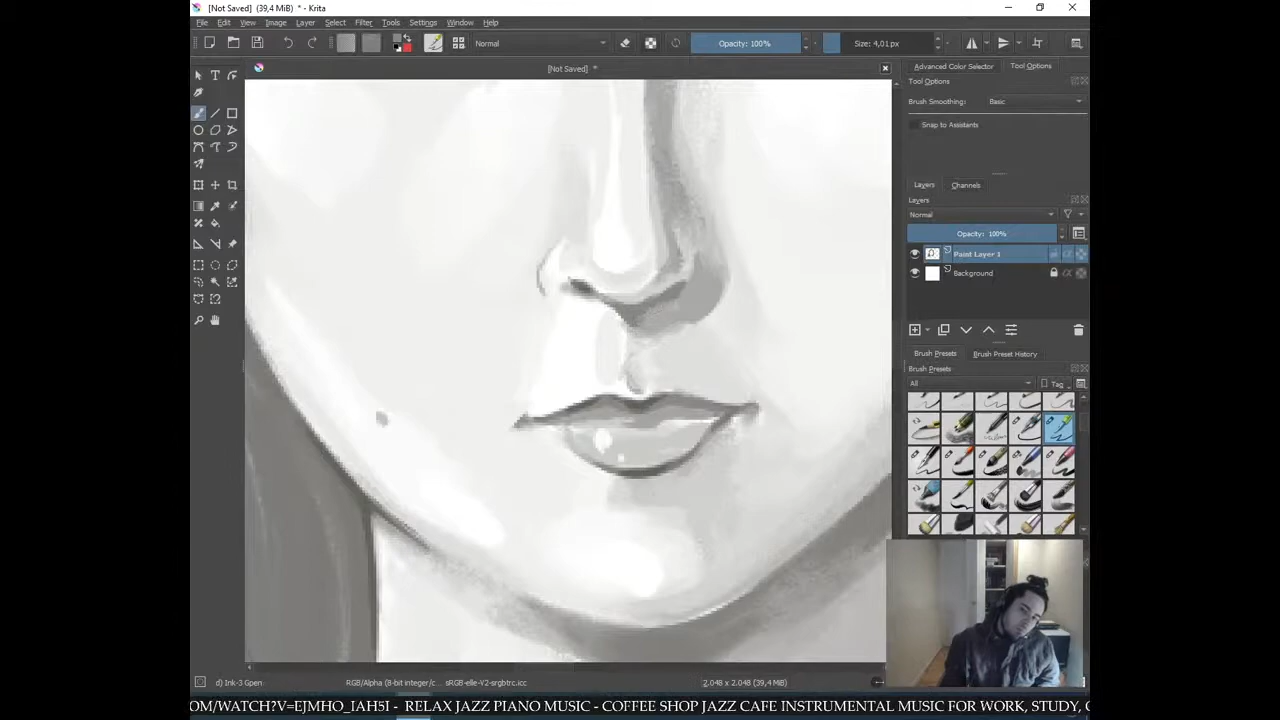 [Not Saved] (39,4 MiB) * - Krita
File Edit View Image Layer Select Filter Tools Settings Window Help
Normal
Opacity: 100%
Size: 4,01 px
[Not Saved] *
Advanced Color Selector
Tool Options
Tool Options
Brush Smoothing: Basic
Snap to Assistants
Layers
Channels
Layers
Normal
Opacity: 100%
Paint Layer 1
Background
Brush Presets
Brush Preset History
Brush Presets
All
Tag
d) Ink-3 Gpen
RGB/Alpha (8-bit integer/c... sRGB-elle-V2-srgbtrc.icc
2.048 x 2.048 (39,4 MiB)
OM/WATCH?V=EJMHO_IAH5I - RELAX JAZZ PIANO MUSIC - COFFEE SHOP JAZZ CAFE INSTRUMENTAL MUSIC FOR WORK, STUDY, C